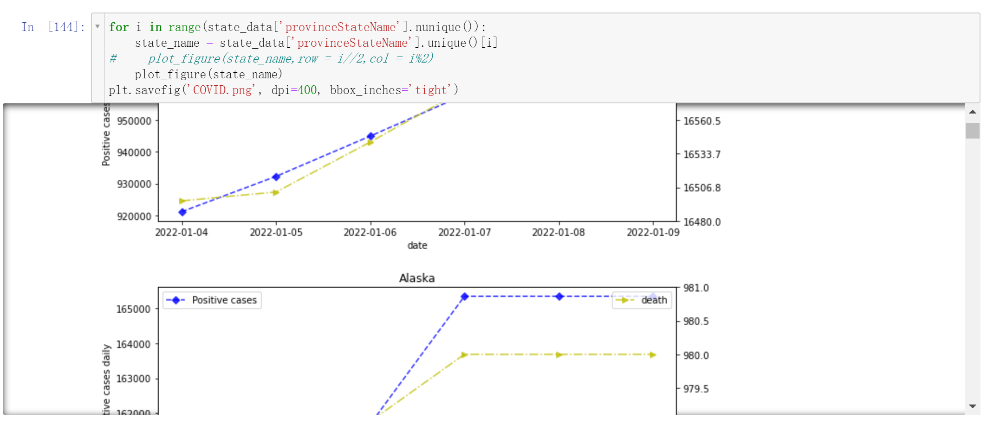 In [144]:
for i in range(state_data['provinceStateName'].nunique()):
    state_name = state_data['provinceStateName'].unique()[i]
#     plot_figure(state_name,row = i//2,col = i%2)
    plot_figure(state_name)
plt.savefig('COVID.png', dpi=400, bbox_inches='tight')
Positive cases
950000
940000
930000
920000
16560.5
16533.7
16506.8
16480.0
2022-01-04 2022-01-05 2022-01-06 2022-01-07 2022-01-08 2022-01-09
date
Alaska
Positive cases
death
cases daily
165000
164000
163000
162000
981.0
980.5
980.0
979.5